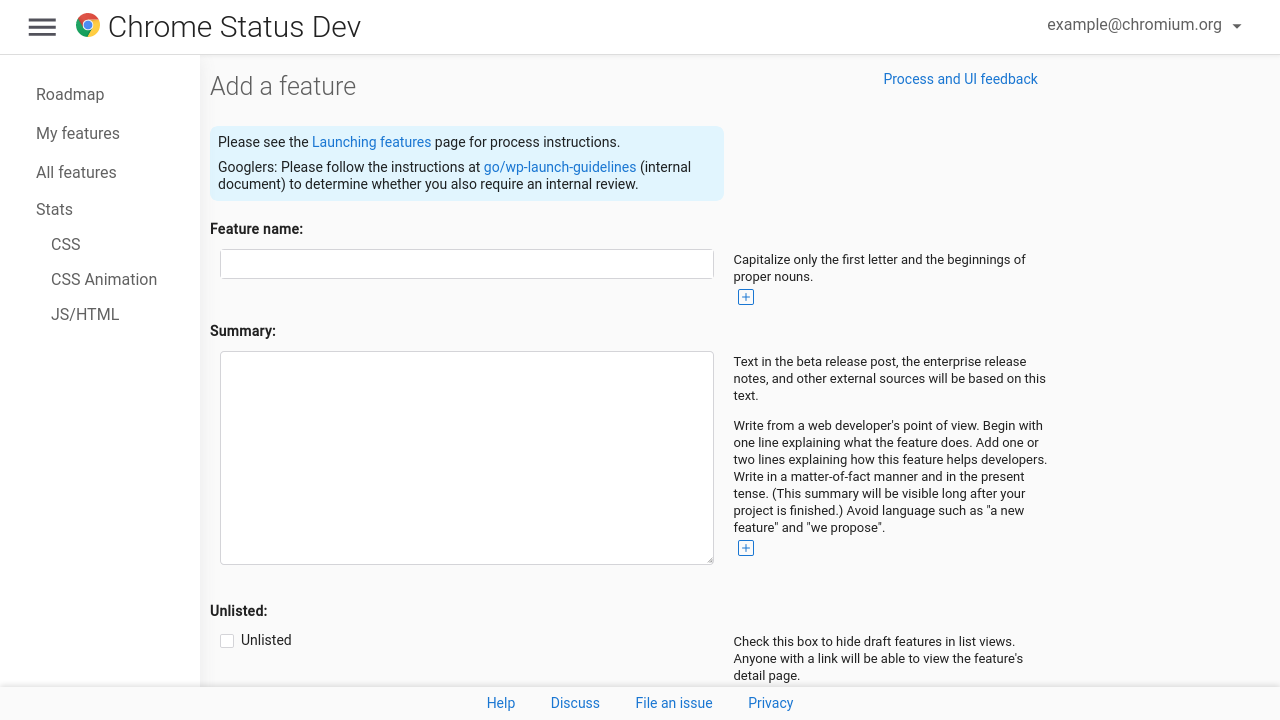 Chrome Status Dev
example@chromium.org
Roadmap
My features
All features
Stats
CSS
CSS Animation
JS/HTML
Add a feature
Process and UI feedback
Please see the Launching features page for process instructions.
Googlers: Please follow the instructions at go/wp-launch-guidelines (internal
document) to determine whether you also require an internal review.
Feature name:
Capitalize only the first letter and the beginnings of
proper nouns.
Summary:
Text in the beta release post, the enterprise release
notes, and other external sources will be based on this
text.
Write from a web developer's point of view. Begin with
one line explaining what the feature does. Add one or
two lines explaining how this feature helps developers.
Write in a matter-of-fact manner and in the present
tense. (This summary will be visible long after your
project is finished.) Avoid language such as "a new
feature" and "we propose".
Unlisted:
Unlisted
Check this box to hide draft features in list views.
Anyone with a link will be able to view the feature's
detail page.
Help Discuss File an issue Privacy